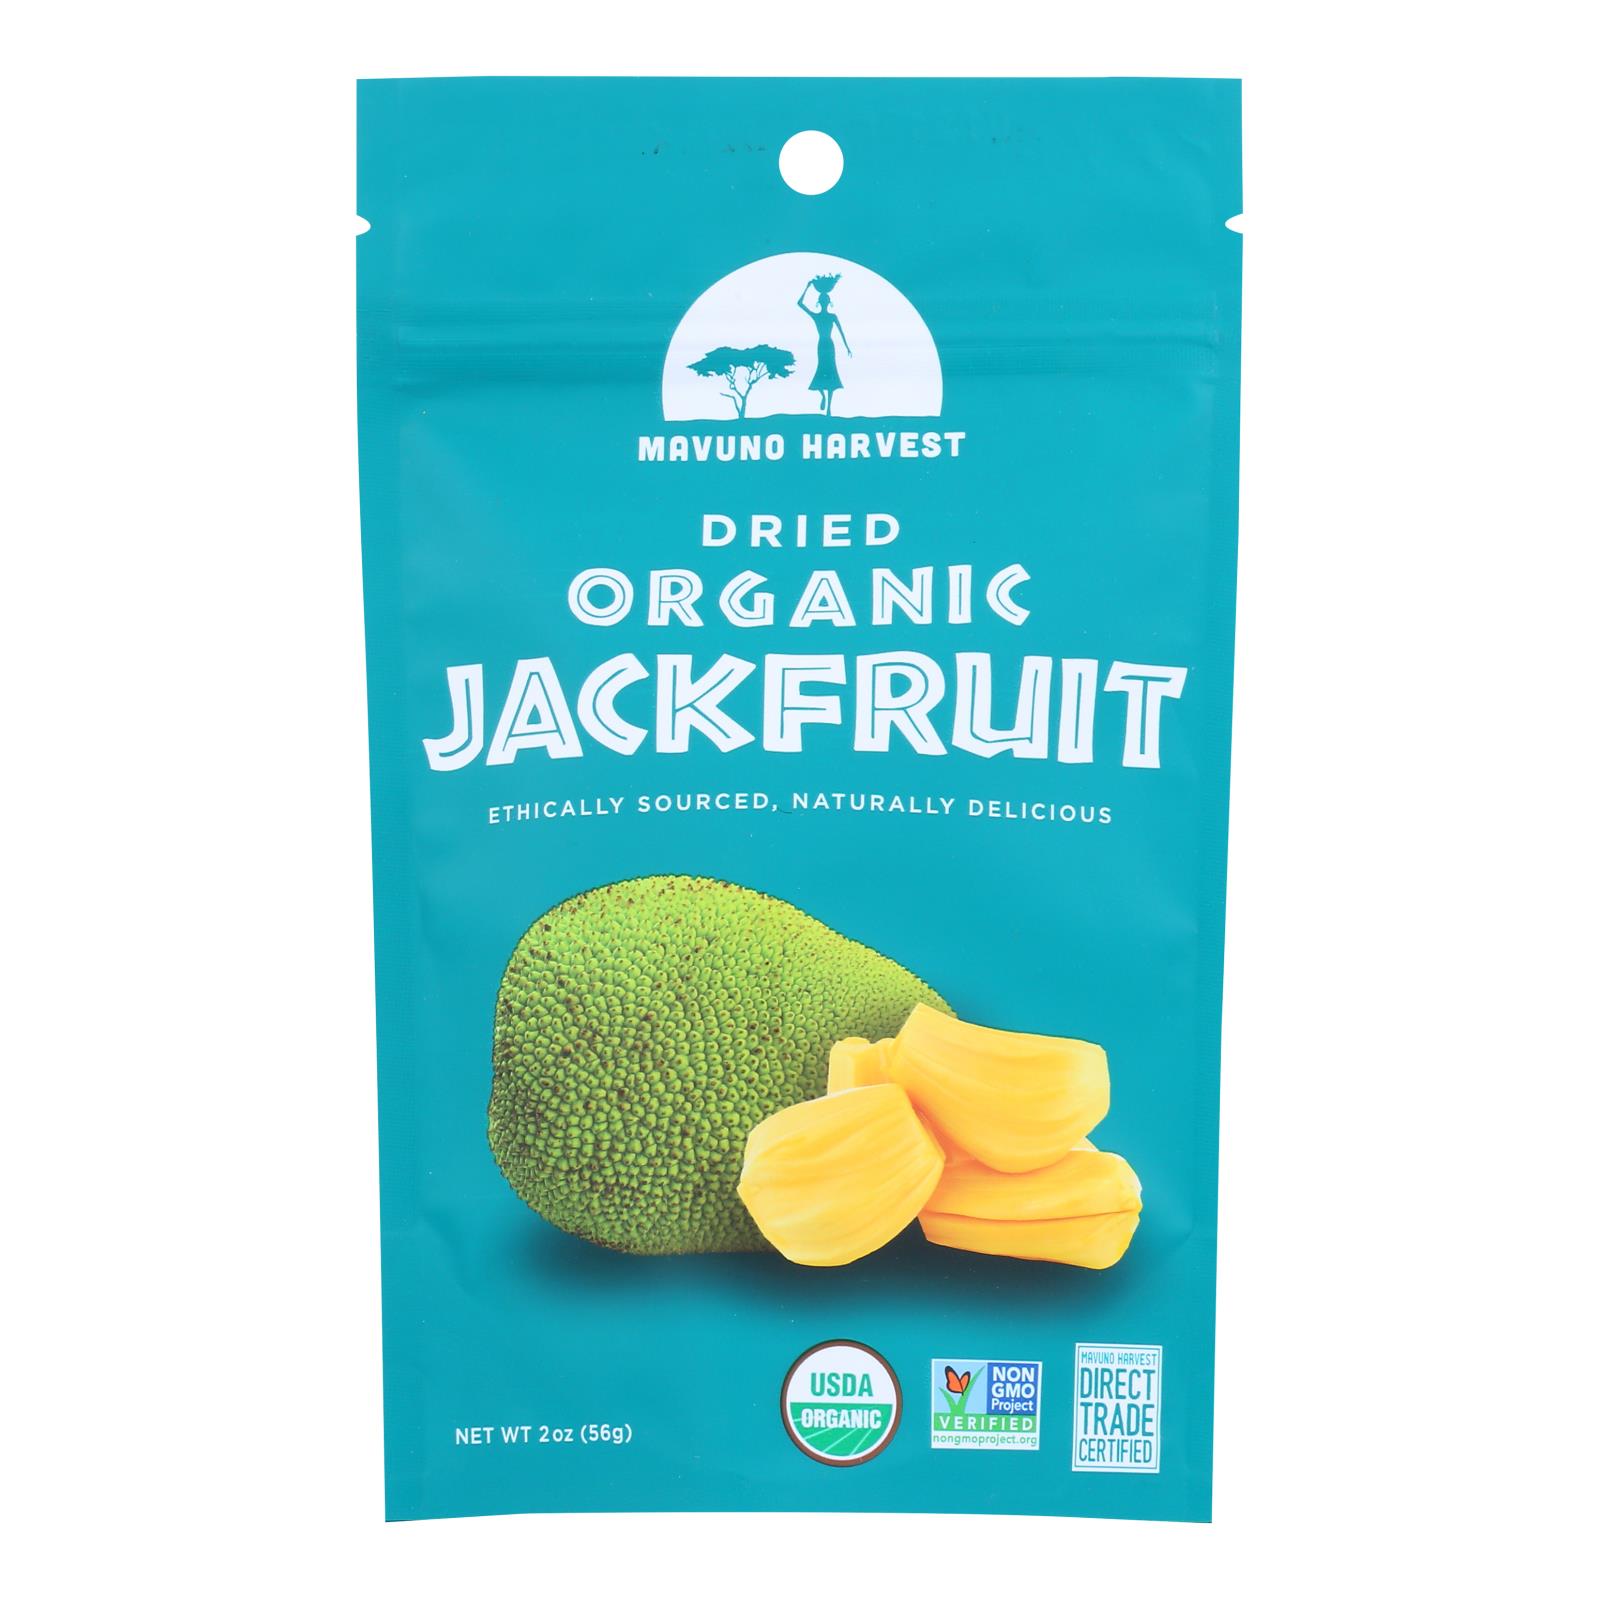 MAVUNO HARVEST
DRIED
ORGANIC
JACKFRUIT
ETHICALLY SOURCED, NATURALLY DELICIOUS
NET WT 2oz (56g)
USDA
ORGANIC
NON
GMO
Project
VERIFIED
nongmoproject.org
MAVUNO HARVEST
DIRECT
TRADE
CERTIFIED